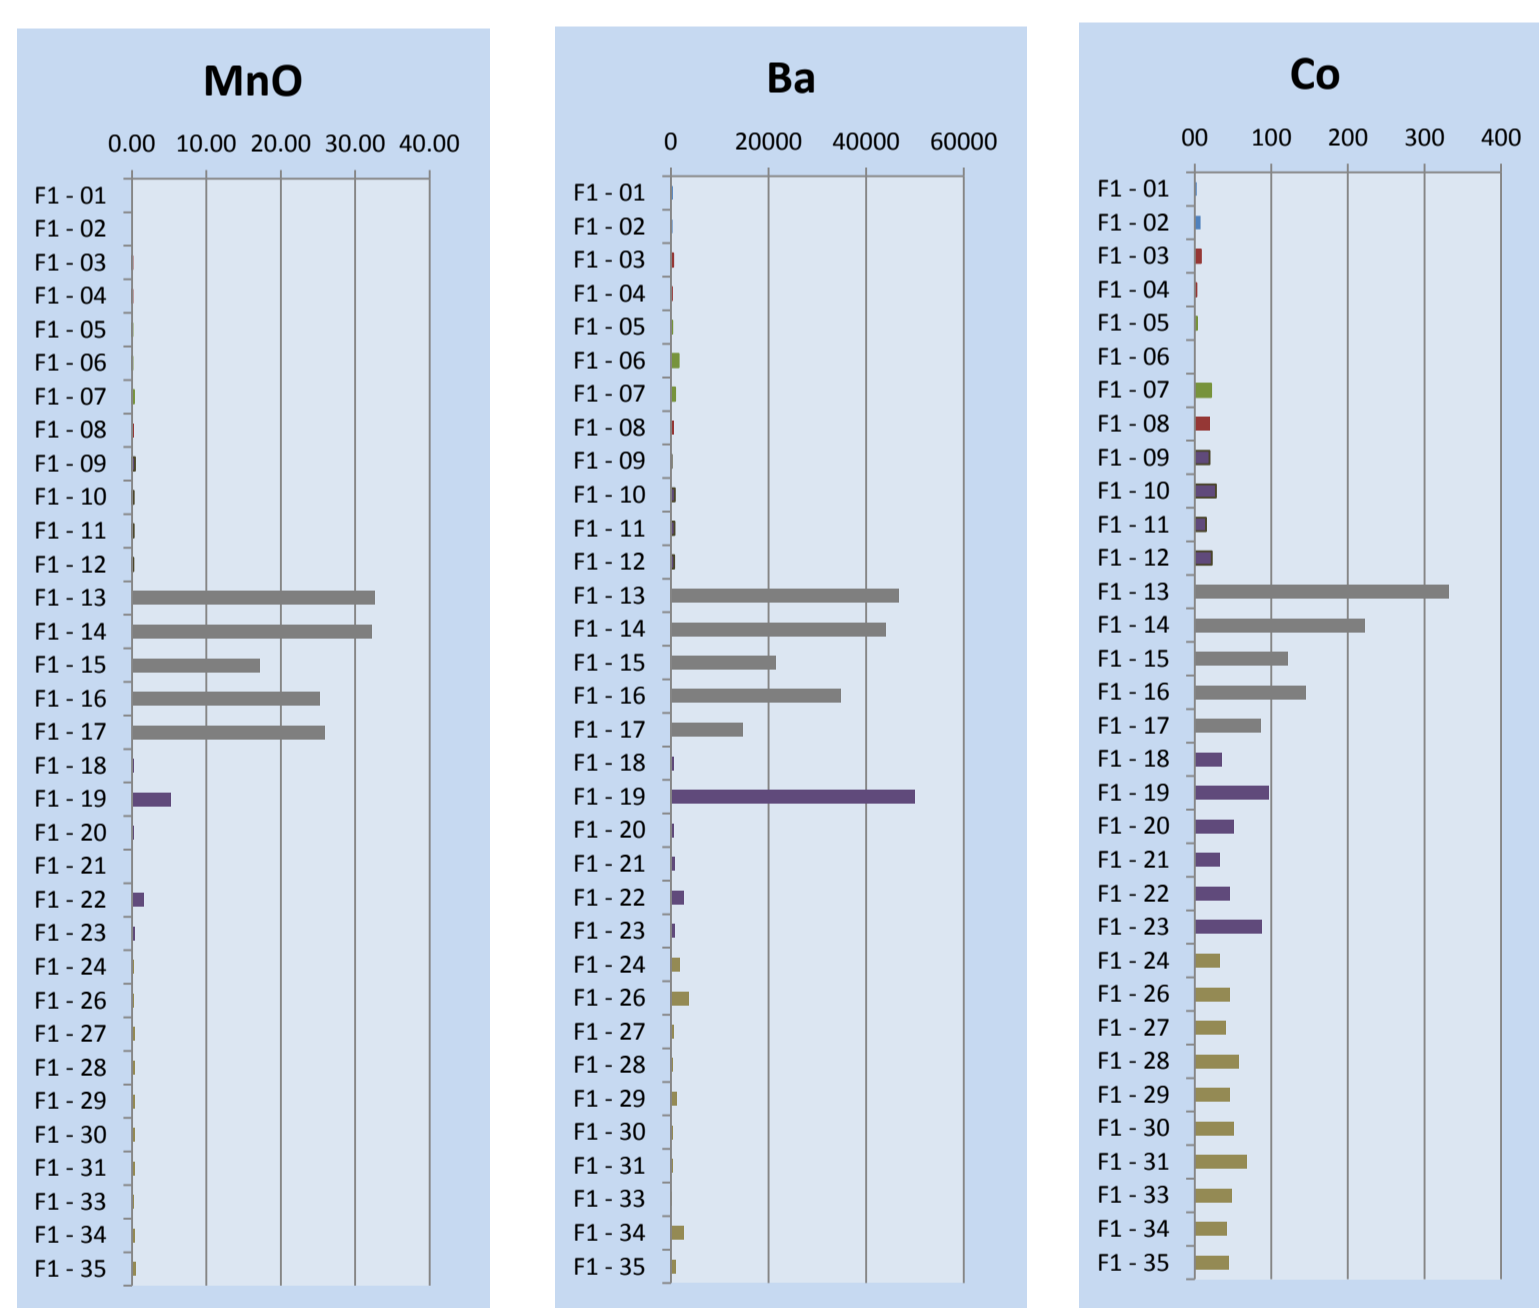 MnO
0.00 10.00 20.00 30.00 40.00
F1 - 01
F1 - 02
F1 - 03
F1 - 04
F1 - 05
F1 - 06
F1 - 07
F1 - 08
F1 - 09
F1 - 10
F1 - 11
F1 - 12
F1 - 13
F1 - 14
F1 - 15
F1 - 16
F1 - 17
F1 - 18
F1 - 19
F1 - 20
F1 - 21
F1 - 22
F1 - 23
F1 - 24
F1 - 26
F1 - 27
F1 - 28
F1 - 29
F1 - 30
F1 - 31
F1 - 33
F1 - 34
F1 - 35
Ba
0 20000 40000 60000
F1 - 01
F1 - 02
F1 - 03
F1 - 04
F1 - 05
F1 - 06
F1 - 07
F1 - 08
F1 - 09
F1 - 10
F1 - 11
F1 - 12
F1 - 13
F1 - 14
F1 - 15
F1 - 16
F1 - 17
F1 - 18
F1 - 19
F1 - 20
F1 - 21
F1 - 22
F1 - 23
F1 - 24
F1 - 26
F1 - 27
F1 - 28
F1 - 29
F1 - 30
F1 - 31
F1 - 33
F1 - 34
F1 - 35
Co
00 100 200 300 400
F1 - 01
F1 - 02
F1 - 03
F1 - 04
F1 - 05
F1 - 06
F1 - 07
F1 - 08
F1 - 09
F1 - 10
F1 - 11
F1 - 12
F1 - 13
F1 - 14
F1 - 15
F1 - 16
F1 - 17
F1 - 18
F1 - 19
F1 - 20
F1 - 21
F1 - 22
F1 - 23
F1 - 24
F1 - 26
F1 - 27
F1 - 28
F1 - 29
F1 - 30
F1 - 31
F1 - 33
F1 - 34
F1 - 35